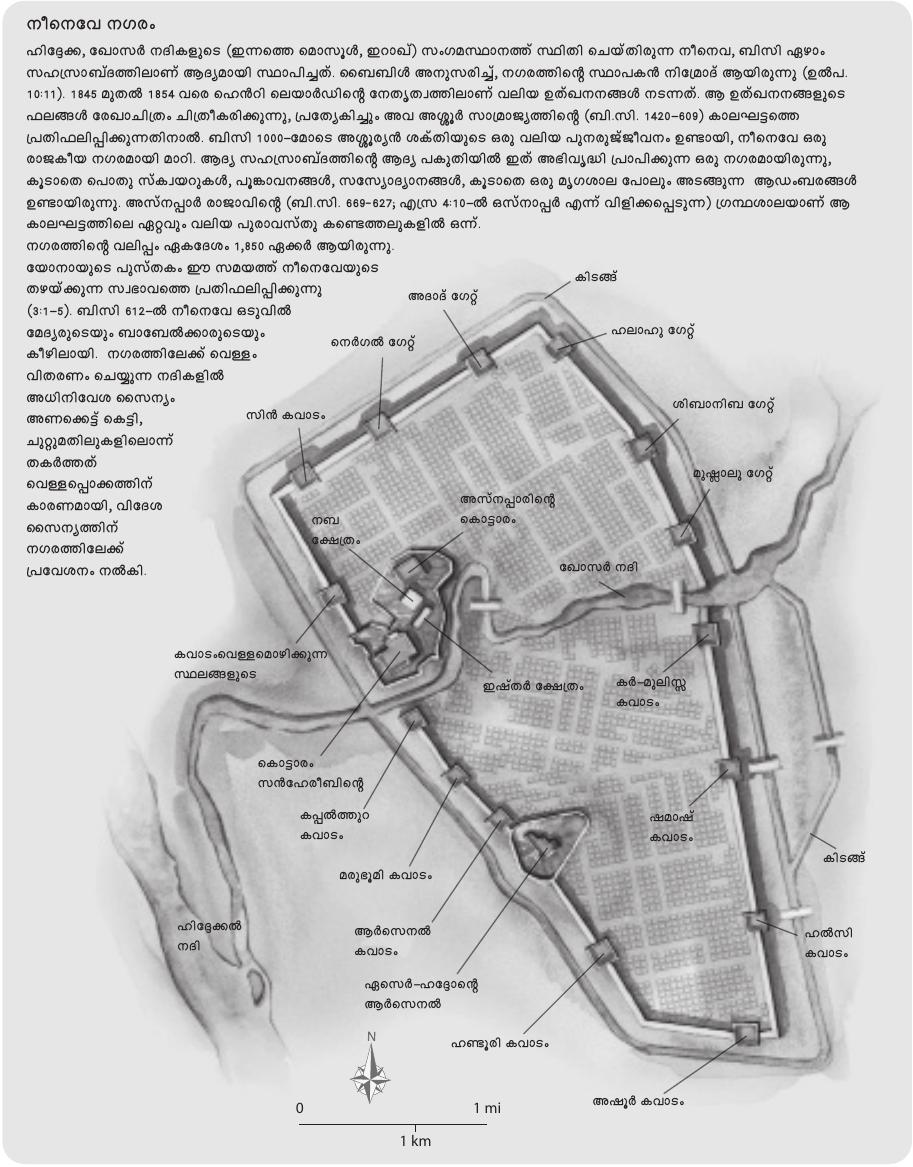 നീനെവേ നഗരം
ഹിദ്ദേക്ക, ഖോസർ നദികളുടെ (ഇന്നത്തെ മൊസൂൾ, ഇറാഖ്) സംഗമസ്ഥാനത്ത് സ്ഥിതി ചെയ്തിരുന്ന നീനെവ, ബിസി ഏഴാം
സഹസ്രാബ്ദത്തിലാണ് ആദ്യമായി സ്ഥാപിച്ചത്. ബൈബിൾ അനുസരിച്ച്, നഗരത്തിന്റെ സ്ഥാപകൻ നിമ്രോദ് ആയിരുന്നു (ഉൽപ.
10:11). 1845 മുതൽ 1854 വരെ ഹെൻറി ലെയാർഡിന്റെ നേതൃത്വത്തിലാണ് വലിയ ഉത്ഖനനങ്ങൾ നടന്നത്. ആ ഉത്ഖനനങ്ങളുടെ
ഫലങ്ങൾ രേഖാചിത്രം ചിത്രീകരിക്കുന്നു, പ്രത്യേകിച്ചും അവ അശ്ശൂർ സാമ്രാജ്യത്തിന്റെ (ബി.സി. 1420-609) കാലഘട്ടത്തെ
പ്രതിഫലിപ്പിക്കുന്നതിനാൽ. ബിസി 1000-മോടെ അശ്ശൂര്യൻ ശക്തിയുടെ ഒരു വലിയ പുനരുജ്ജീവനം ഉണ്ടായി, നീനെവേ ഒരു
രാജകീയ നഗരമായി മാറി. ആദ്യ സഹസ്രാബ്ദത്തിന്റെ ആദ്യ പകുതിയിൽ ഇത് അഭിവൃദ്ധി പ്രാപിക്കുന്ന ഒരു നഗരമായിരുന്നു,
കൂടാതെ പൊതു സ്ക്വയറുകൾ, പൂങ്കാവനങ്ങൾ, സസ്യോദ്യാനങ്ങൾ, കൂടാതെ ഒരു മൃഗശാല പോലും അടങ്ങുന്ന ആഡംബരങ്ങൾ
ഉണ്ടായിരുന്നു. അസ്നപ്പാർ രാജാവിന്റെ (ബി.സി. 669-627; എസ്ര 4:10-ൽ ഒസ്നാപ്പർ എന്ന് വിളിക്കപ്പെടുന്ന) ഗ്രന്ഥശാലയാണ് ആ
കാലഘട്ടത്തിലെ ഏറ്റവും വലിയ പുരാവസ്തു കണ്ടെത്തലുകളിൽ ഒന്ന്.
നഗരത്തിന്റെ വലിപ്പം ഏകദേശം 1,850 ഏക്കർ ആയിരുന്നു.
യോനായുടെ പുസ്തകം ഈ സമയത്ത് നീനെവേയുടെ
തഴയ്ക്കുന്ന സ്വഭാവത്തെ പ്രതിഫലിപ്പിക്കുന്നു
(3:1-5). ബിസി 612-ൽ നീനെവേ ഒടുവിൽ
മേദ്യരുടെയും ബാബേൽക്കാരുടെയും
കീഴിലായി. നഗരത്തിലേക്ക് വെള്ളം
വിതരണം ചെയ്യുന്ന നദികളിൽ
അധിനിവേശ സൈന്യം
അണക്കെട്ട് കെട്ടി,
ചുറ്റുമതിലുകളിലൊന്ന്
തകർത്തത്
വെള്ളപ്പൊക്കത്തിന്
കാരണമായി, വിദേശ
സൈന്യത്തിന്
നഗരത്തിലേക്ക്
പ്രവേശനം നൽകി.
കിടങ്ങ്
അദാദ് ഗേറ്റ്
ഹലാഹു ഗേറ്റ്
നെർഗൽ ഗേറ്റ്
ശിബാനിബ ഗേറ്റ്
സിൻ കവാടം
മുഷ്ലാലു ഗേറ്റ്
അസ്നപ്പാരിന്റെ
കൊട്ടാരം
നബ
ക്ഷേത്രം
ഖോസർ നദി
കവാടംവെള്ളമൊഴിക്കുന്ന
സ്ഥലങ്ങളുടെ
ഇഷ്തർ ക്ഷേത്രം
കർ-മുലിസ്സ
കവാടം
കൊട്ടാരം
സൻഹേരീബിന്റെ
കപ്പൽത്തുറ
കവാടം
ഷമാഷ്
കവാടം
മരുഭൂമി കവാടം
കിടങ്ങ്
ഹിദ്ദേക്കൽ
നദി
ആർസെനൽ
കവാടം
ഹൽസി
കവാടം
ഏസെർ-ഹദ്ദോന്റെ
ആർസെനൽ
ഹണ്ടൂരി കവാടം
അഷൂർ കവാടം
N
0 1 mi
1 km